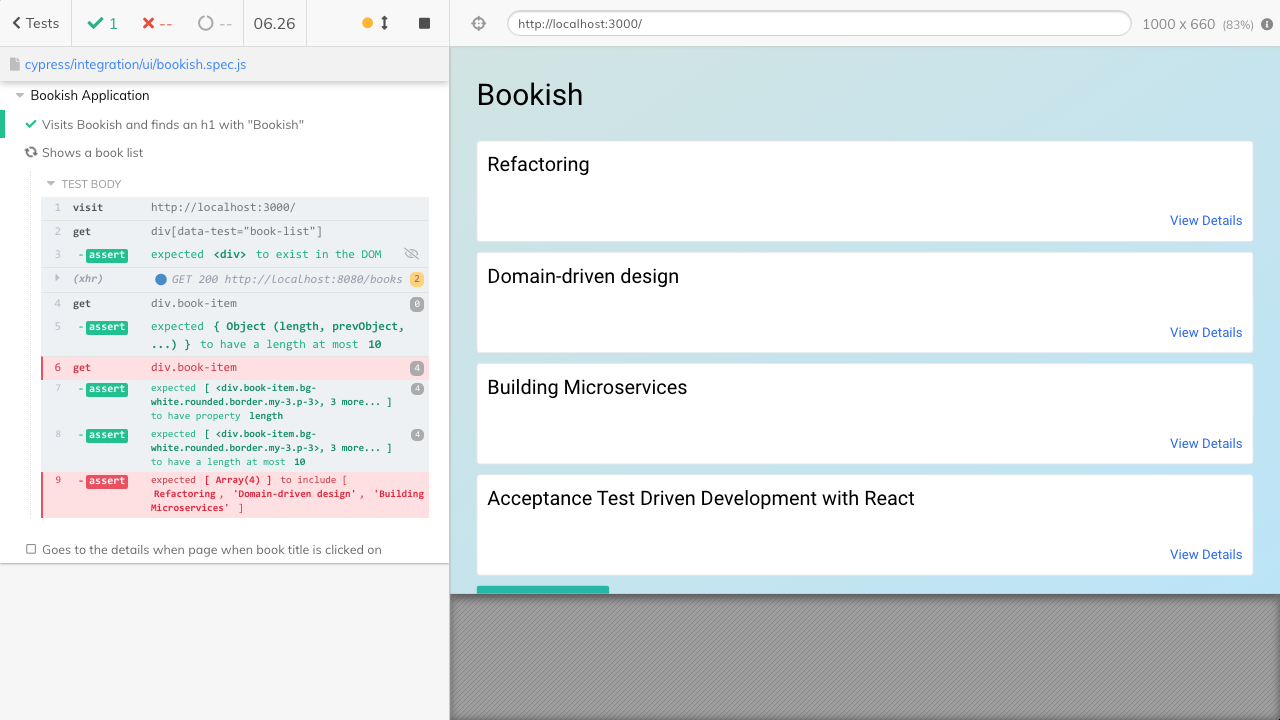 Tests
1
--
--
06.26
http://localhost:3000/
1000 x 660 (83%)
cypress/integration/ui/bookish.spec.js
Bookish Application
Visits Bookish and finds an h1 with "Bookish"
Shows a book list
TEST BODY
1 visit http://localhost:3000/
2 get div[data-test="book-list"]
3 -assert expected <div> to exist in the DOM
(xhr) GET 200 http://localhost:8080/books 2
4 get div.book-item 0
5 -assert expected { Object (length, prevObject,
...) } to have a length at most 10
6 get div.book-item 4
7 -assert expected [ <div.book-item.bg- 4
white.rounded.border.my-3.p-3>, 3 more... ]
to have property length
8 -assert expected [ <div.book-item.bg- 4
white.rounded.border.my-3.p-3>, 3 more... ]
to have a length at most 10
9 -assert expected [ Array(4) ] to include [
Refactoring, 'Domain-driven design', 'Building
Microservices' ]
Goes to the details when page when book title is clicked on
Bookish
Refactoring
View Details
Domain-driven design
View Details
Building Microservices
View Details
Acceptance Test Driven Development with React
View Details